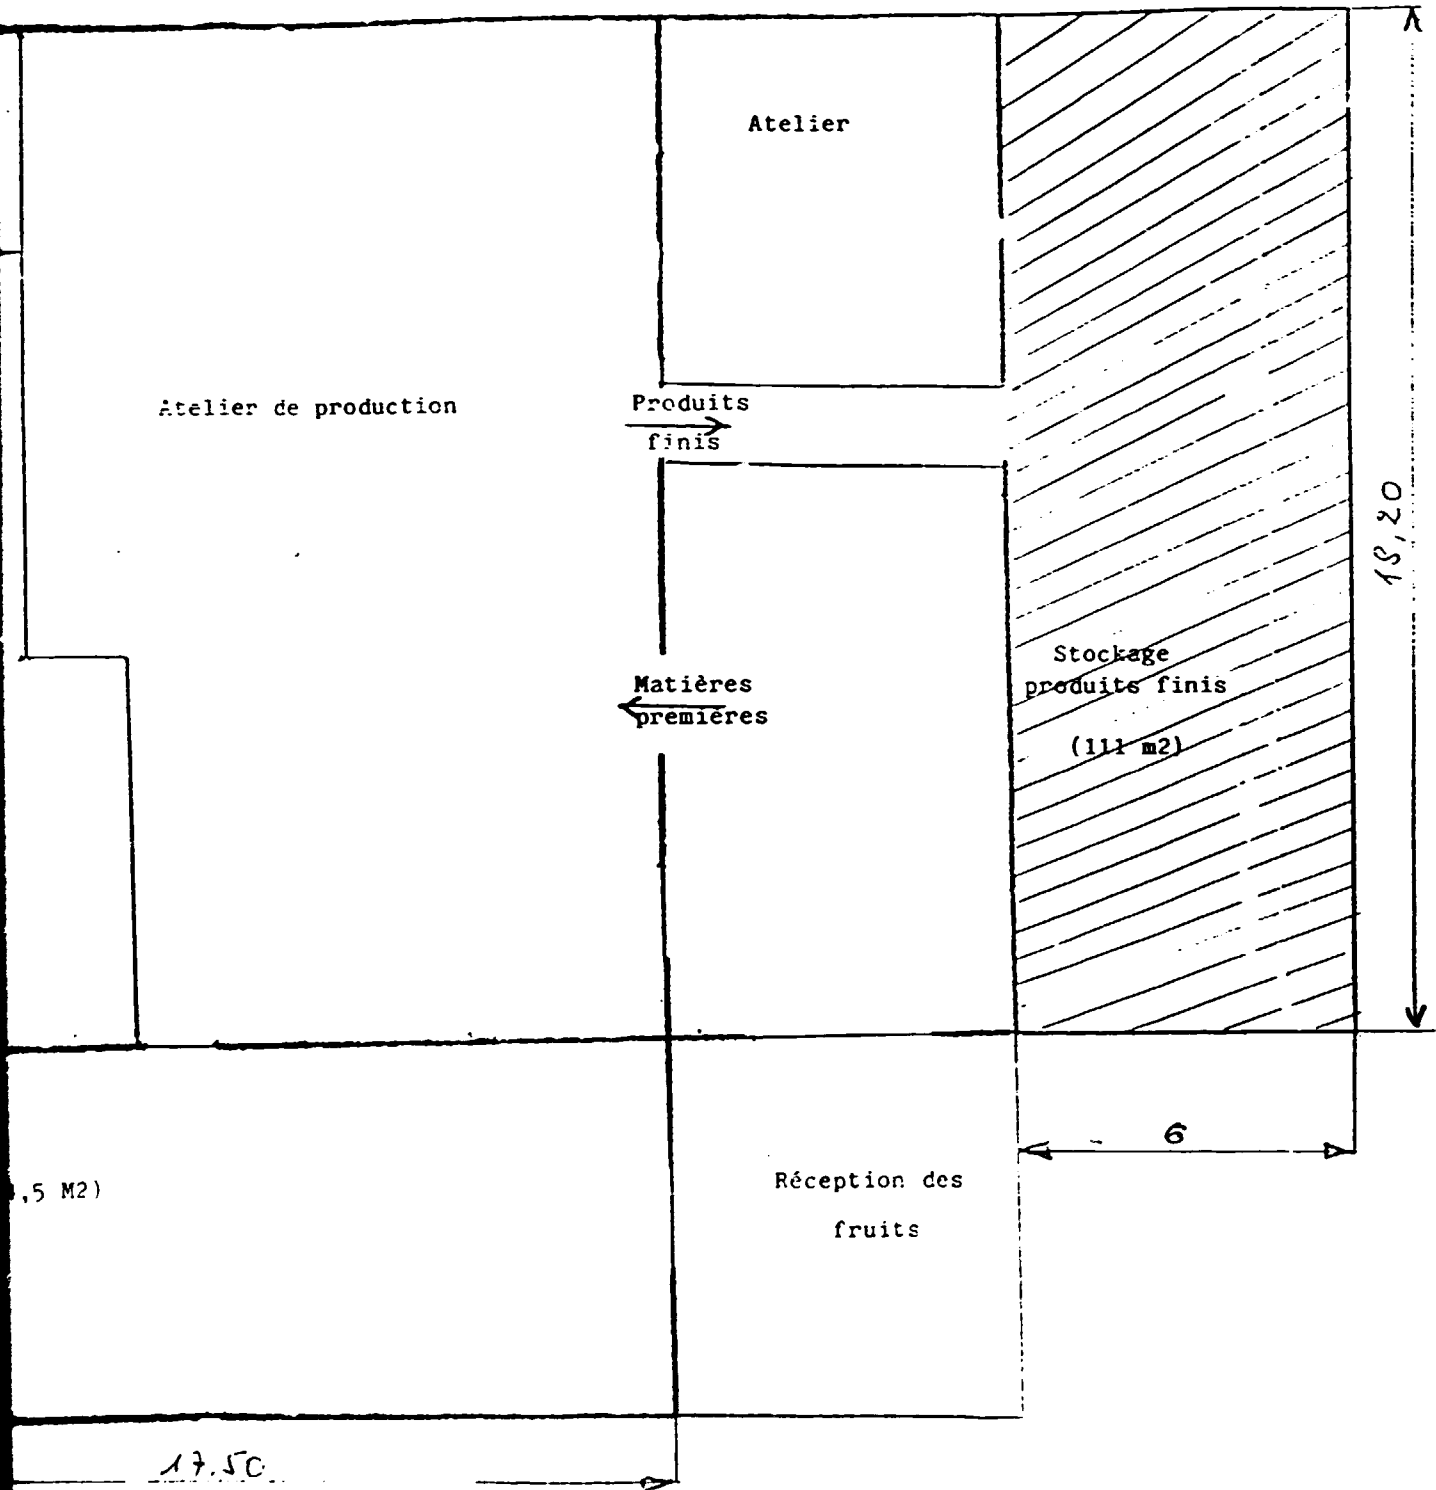 Atelier
Atelier de production
Produits
finis
18,20
Matières
premières
Stockage
produits finis
(111 m2)
6
,5 M2)
Réception des
fruits
17.50